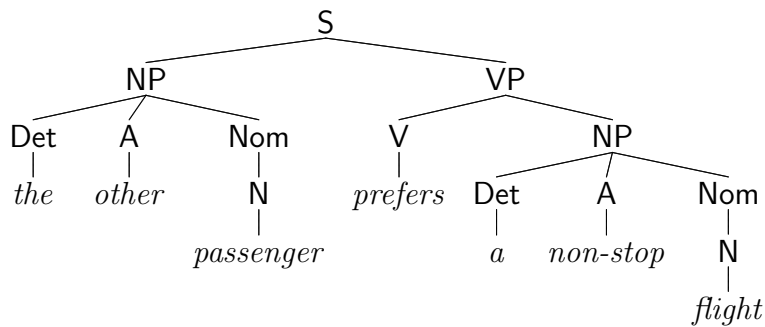 S
NP VP
Det A Nom V NP
the other N prefers Det A Nom
passenger a non-stop N
flight